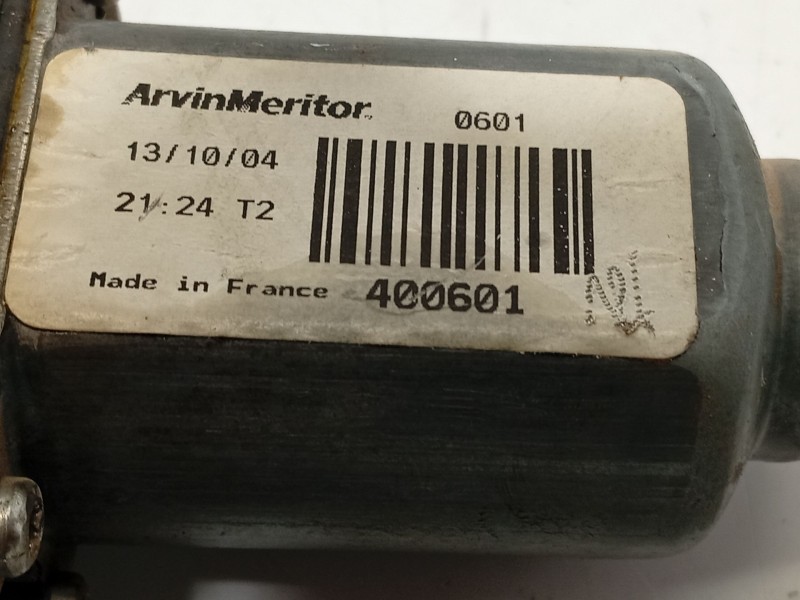 ArvinMeritor
0601
13/10/04
21:24 T2
Made in France
400601